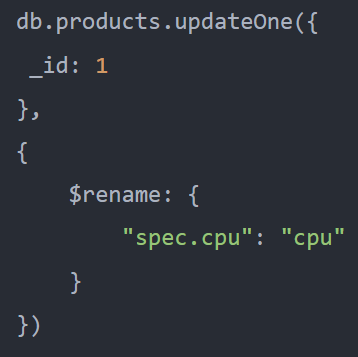 db.products.updateOne({
 _id: 1
},
{
    $rename: {
        "spec.cpu": "cpu"
    }
})